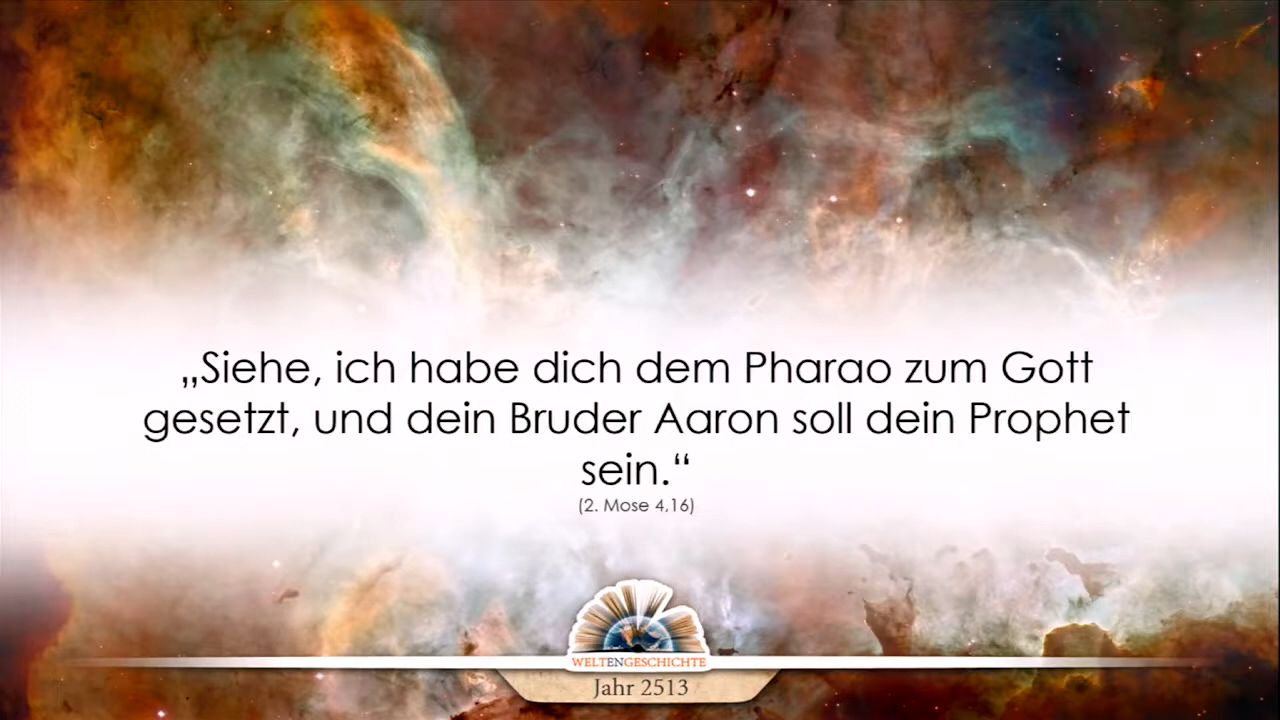 „Siehe, ich habe dich dem Pharao zum Gott
gesetzt, und dein Bruder Aaron soll dein Prophet
sein.“
(2. Mose 4,16)
WELTENGESCHICHTE
Jahr 2513